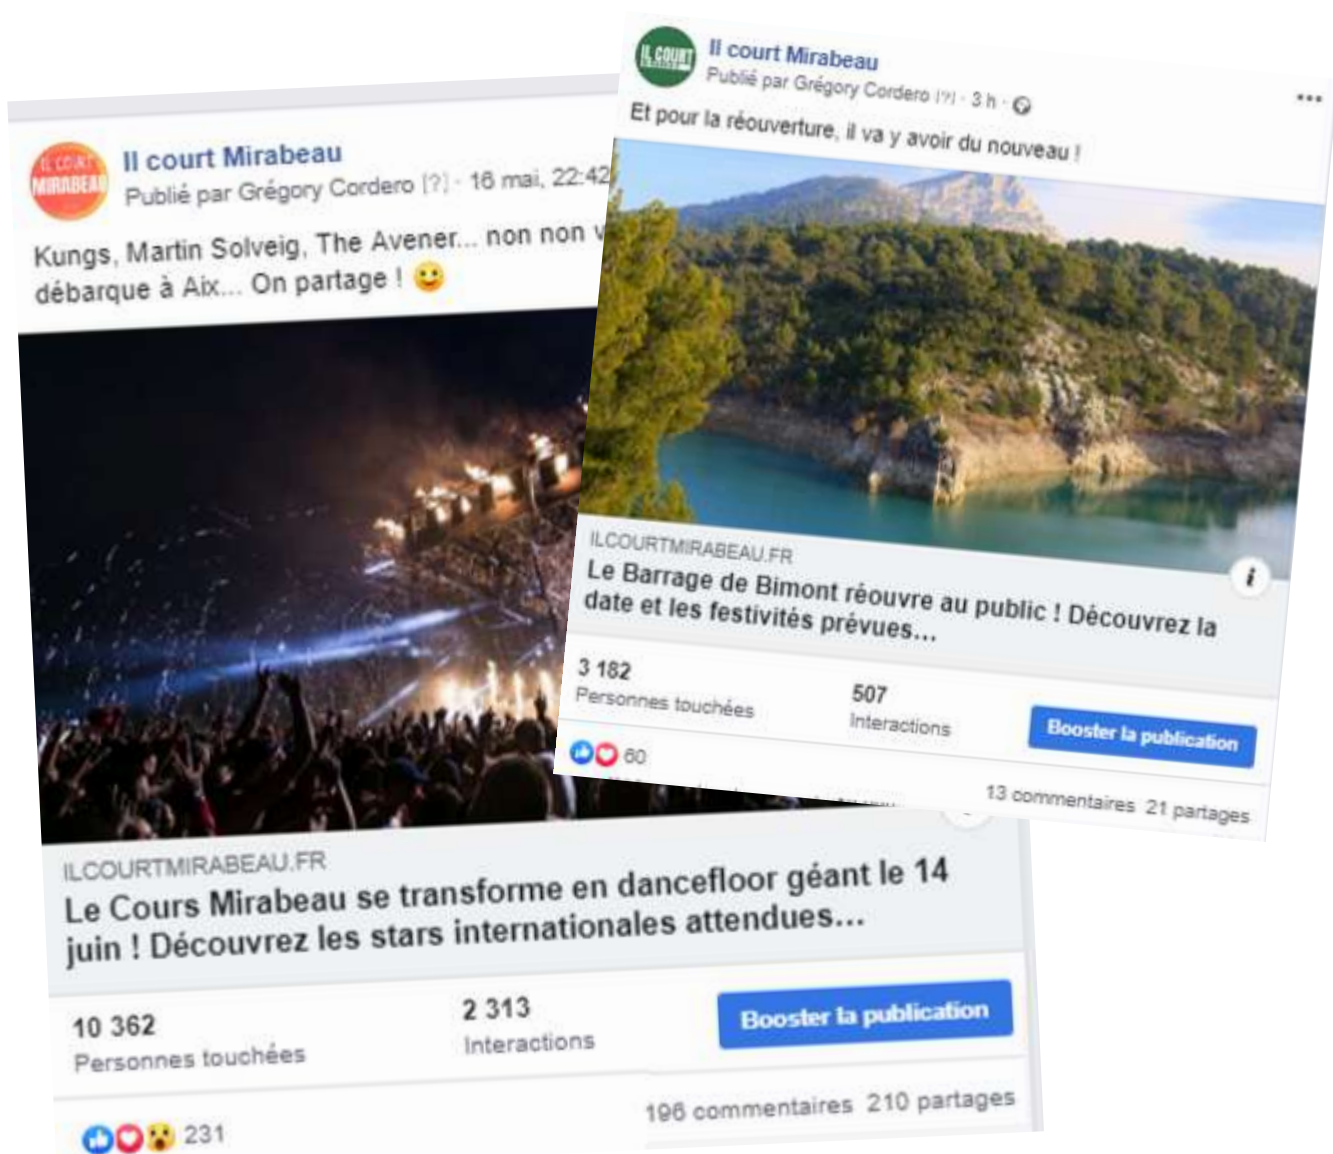 IL COURT
MIRABEAU
Il court Mirabeau
Publié par Grégory Cordero [?] · 16 mai, 22:42
Kungs, Martin Solveig, The Avener... non non v
débarque à Aix... On partage !
ILCOURTMIRABEAU.FR
Le Cours Mirabeau se transforme en dancefloor géant le 14
juin ! Découvrez les stars internationales attendues...
10 362
Personnes touchées
2 313
Interactions
Booster la publication
231
196 commentaires 210 partages
IL COURT
Il court Mirabeau
Publié par Grégory Cordero [?] · 3 h ·
Et pour la réouverture, il va y avoir du nouveau !
ILCOURTMIRABEAU.FR
Le Barrage de Bimont réouvre au public ! Découvrez la
date et les festivités prévues...
3 182
Personnes touchées
507
Interactions
Booster la publication
60
13 commentaires 21 partages